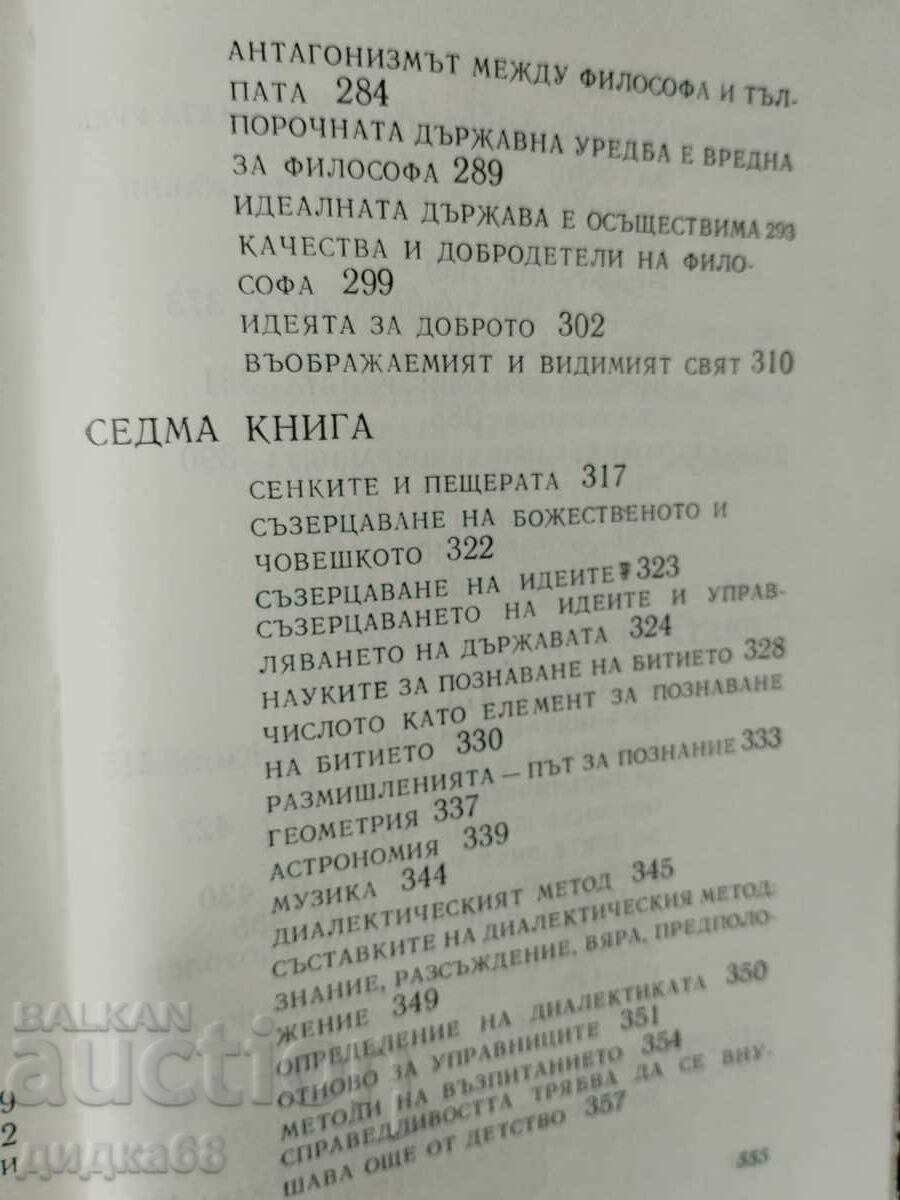 АНТАГОНИЗМЪТ МЕЖДУ ФИЛОСОФА И ТЪЛ-
ПАТА 284
ПОРОЧНАТА ДЪРЖАВНА УРЕДБА Е ВРЕДНА
ЗА ФИЛОСОФА 289
ИДЕАЛНАТА ДЪРЖАВА Е ОСЪЩЕСТВИМА 293
КАЧЕСТВА И ДОБРОДЕТЕЛИ НА ФИЛО-
СОФА 299
ИДЕЯТА ЗА ДОБРОТО 302
ВЪОБРАЖАЕМИЯТ И ВИДИМИЯТ СВЯТ 310
СЕДМА КНИГА
СЕНКИТЕ И ПЕЩЕРАТА 317
СЪЗЕРЦАВАНЕ НА БОЖЕСТВЕНОТО И
ЧОВЕШКОТО 322
СЪЗЕРЦАВАНЕ НА ИДЕИТЕ 323
СЪЗЕРЦАВАНЕТО НА ИДЕИТЕ И УПРАВ-
ЛЯВАНЕТО НА ДЪРЖАВАТА 324
НАУКИТЕ ЗА ПОЗНАВАНЕ НА БИТИЕТО 328
ЧИСЛОТО КАТО ЕЛЕМЕНТ ЗА ПОЗНАВАНЕ
НА БИТИЕТО 330
РАЗМИШЛЕНИЯТА — ПЪТ ЗА ПОЗНАНИЕ 333
ГЕОМЕТРИЯ 337
АСТРОНОМИЯ 339
МУЗИКА 344
ДИАЛЕКТИЧЕСКИЯТ МЕТОД 345
СЪСТАВКИТЕ НА ДИАЛЕКТИЧЕСКИЯ МЕТОД:
ЗНАНИЕ, РАЗСЪЖДЕНИЕ, ВЯРА, ПРЕДПОЛО-
ЖЕНИЕ 349
ОПРЕДЕЛЕНИЕ НА ДИАЛЕКТИКАТА 350
ОТНОВО ЗА УПРАВНИЦИТЕ 351
МЕТОДИ НА ВЪЗПИТАНИЕТО 354
СПРАВЕДЛИВОСТТА ТРЯБВА ДА СЕ ВНУ-
ШАВА ОЩЕ ОТ ДЕТСТВО 357
555
9
2
И
BALKAN
auction
дидка68